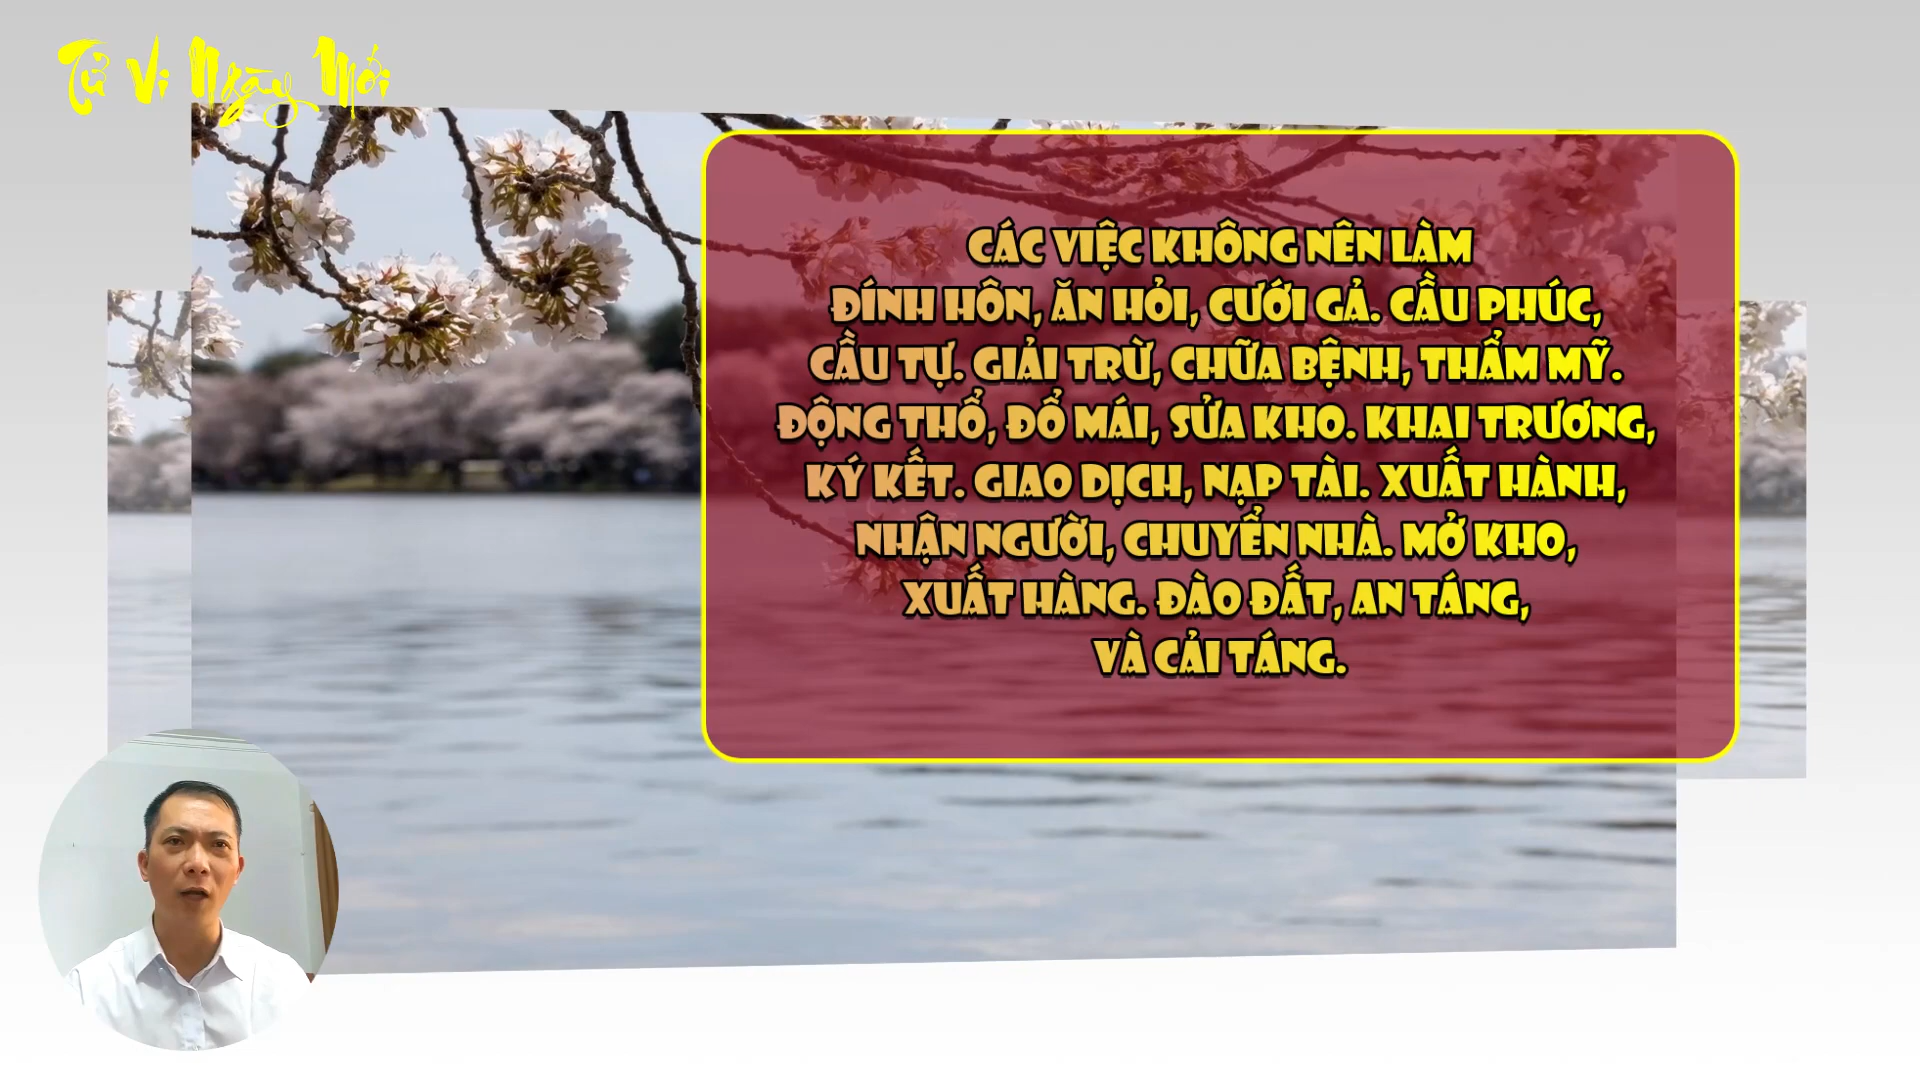 Tử Vi Ngày Mới
CÁC VIỆC KHÔNG NÊN LÀM
ĐÍNH HÔN, ĂN HỎI, CƯỚI GẢ. CẦU PHÚC,
CẦU TỰ. GIẢI TRỪ, CHỮA BỆNH, THẨM MỸ.
ĐỘNG THỔ, ĐỔ MÁI, SỬA KHO. KHAI TRƯƠNG,
KÝ KẾT. GIAO DỊCH, NẠP TÀI. XUẤT HÀNH,
NHẬN NGƯỜI, CHUYỂN NHÀ. MỞ KHO,
XUẤT HÀNG. ĐÀO ĐẤT, AN TÁNG,
VÀ CẢI TÁNG.